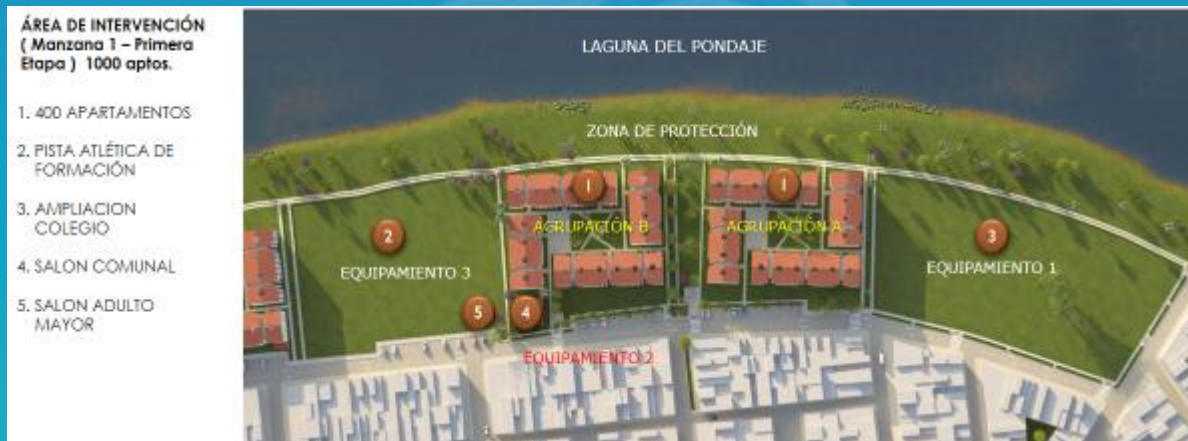 ÁREA DE INTERVENCIÓN
( Manzana 1 – Primera
Etapa ) 1000 aptos.
1. 400 APARTAMENTOS
2. PISTA ATLÉTICA DE
FORMACIÓN
3. AMPLIACION
COLEGIO
4. SALON COMUNAL
5. SALON ADULTO
MAYOR
LAGUNA DEL PONDAJE
ZONA DE PROTECCIÓN
1
1
AGRUPACIÓN B
AGRUPACIÓN A
2
3
EQUIPAMIENTO 3
EQUIPAMIENTO 1
5
4
EQUIPAMIENTO 2